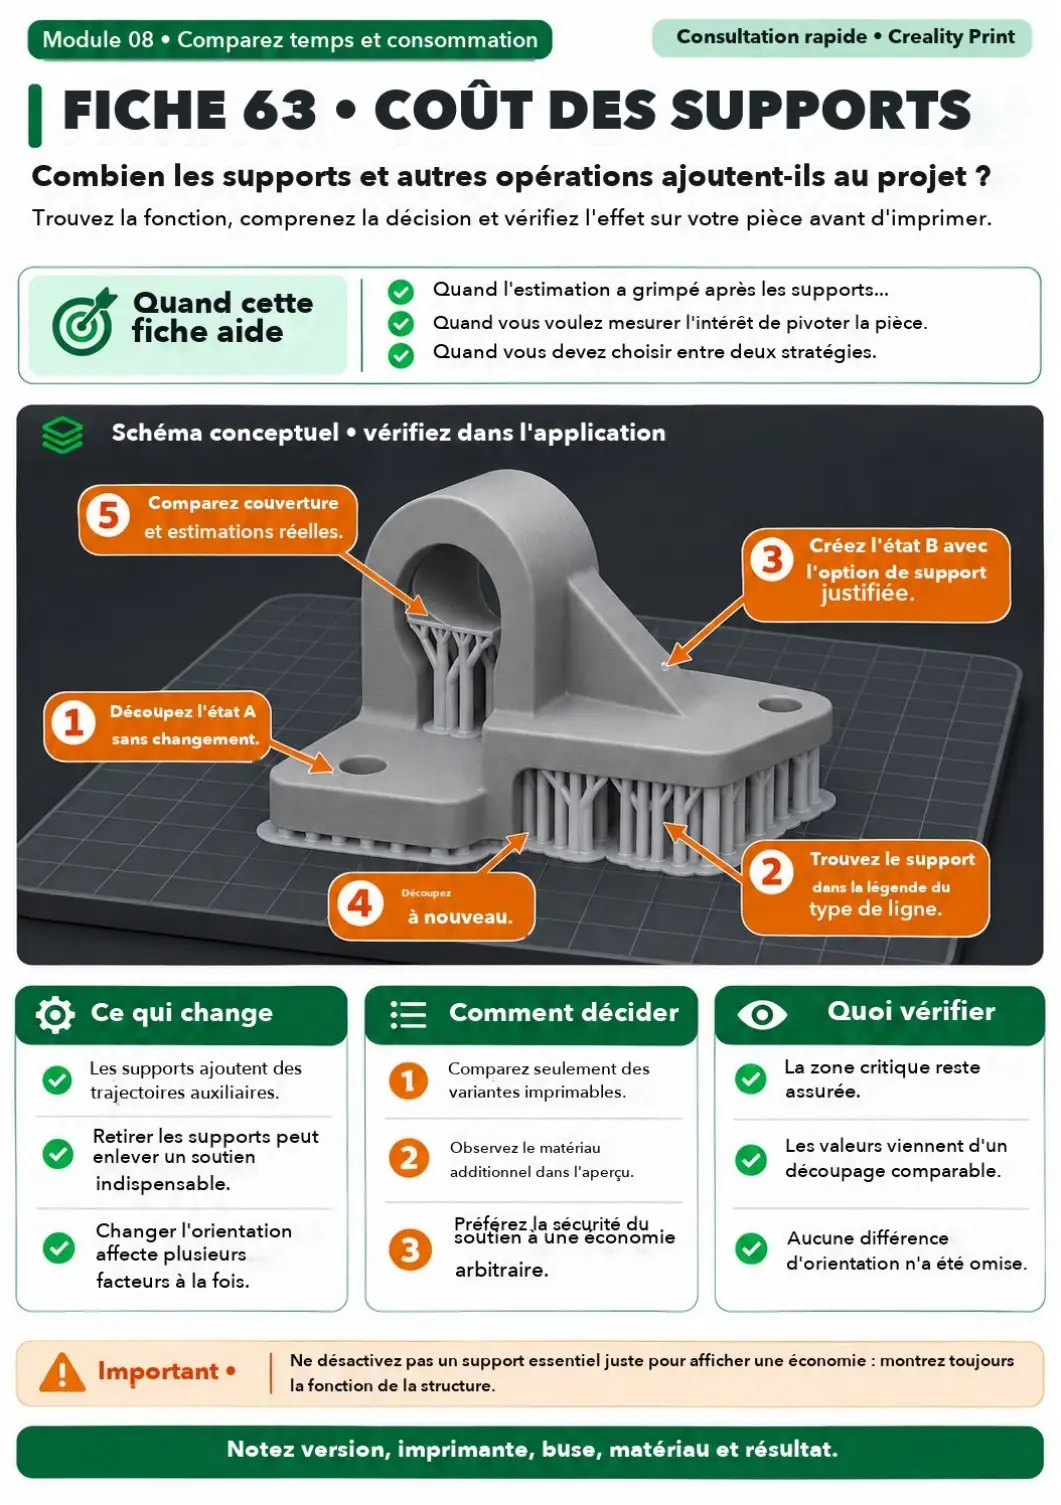 Module 08 • Comparez temps et consommation
Consultation rapide • Creality Print
FICHE 63 • COÛT DES SUPPORTS
Combien les supports et autres opérations ajoutent-ils au projet ?
Trouvez la fonction, comprenez la décision et vérifiez l'effet sur votre pièce avant d'imprimer.
Quand cette
fiche aide
Quand l'estimation a grimpé après les supports...
Quand vous voulez mesurer l'intérêt de pivoter la pièce.
Quand vous devez choisir entre deux stratégies.
Schéma conceptuel • vérifiez dans l'application
5
Comparez couverture
et estimations réelles.
3
Créez l'état B avec
l'option de support
justifiée.
1
Découpez l'état A
sans changement.
4
Découpez
à nouveau.
2
Trouvez le support
dans la légende du
type de ligne.
Ce qui change
Les supports ajoutent des
trajectoires auxiliaires.
Retirer les supports peut
enlever un soutien
indispensable.
Changer l'orientation
affecte plusieurs
facteurs à la fois.
Comment décider
1
Comparez seulement des
variantes imprimables.
2
Observez le matériau
additionnel dans l'aperçu.
3
Préférez la sécurité du
soutien à une économie
arbitraire.
Quoi vérifier
La zone critique reste
assurée.
Les valeurs viennent d'un
découpage comparable.
Aucune différence
d'orientation n'a été omise.
Important •
Ne désactivez pas un support essentiel juste pour afficher une économie : montrez toujours
la fonction de la structure.
Notez version, imprimante, buse, matériau et résultat.